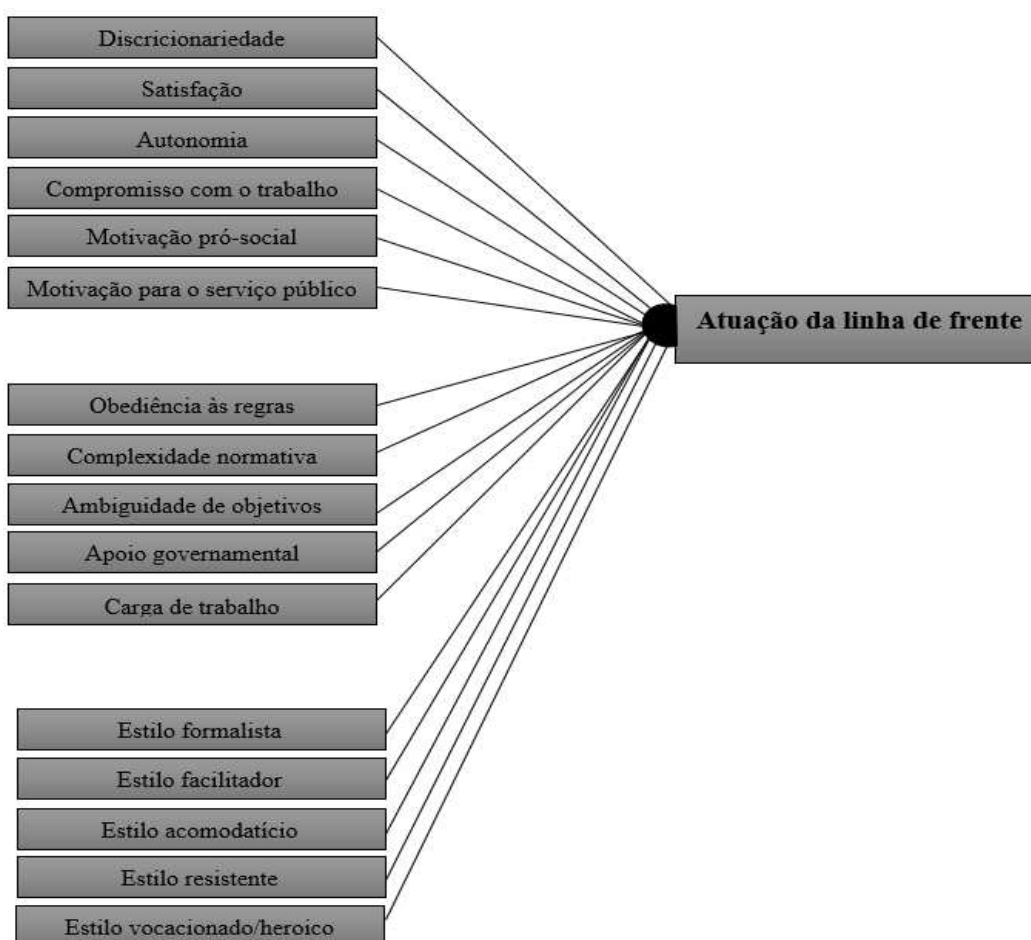 Discricionariedade
Satisfação
Autonomia
Compromisso com o trabalho
Motivação pró-social
Motivação para o serviço público
Atuação da linha de frente
Obediência às regras
Complexidade normativa
Ambiguidade de objetivos
Apoio governamental
Carga de trabalho
Estilo formalista
Estilo facilitador
Estilo acomodatício
Estilo resistente
Estilo vocacionado/heroico